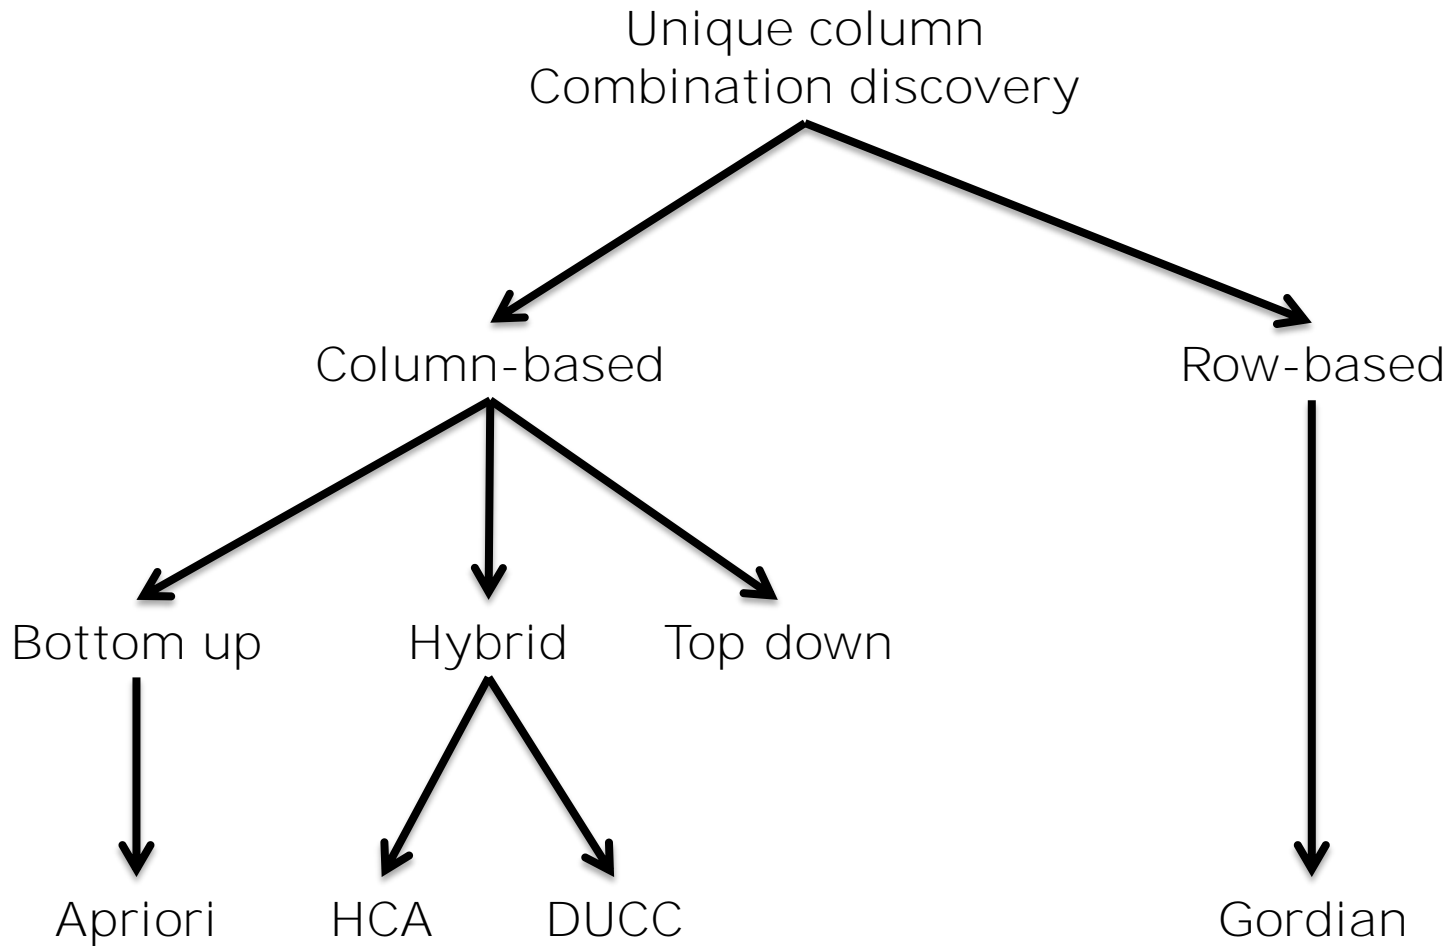 Unique column
Combination discovery
Column-based
Row-based
Bottom up
Hybrid
Top down
Apriori
HCA
DUCC
Gordian